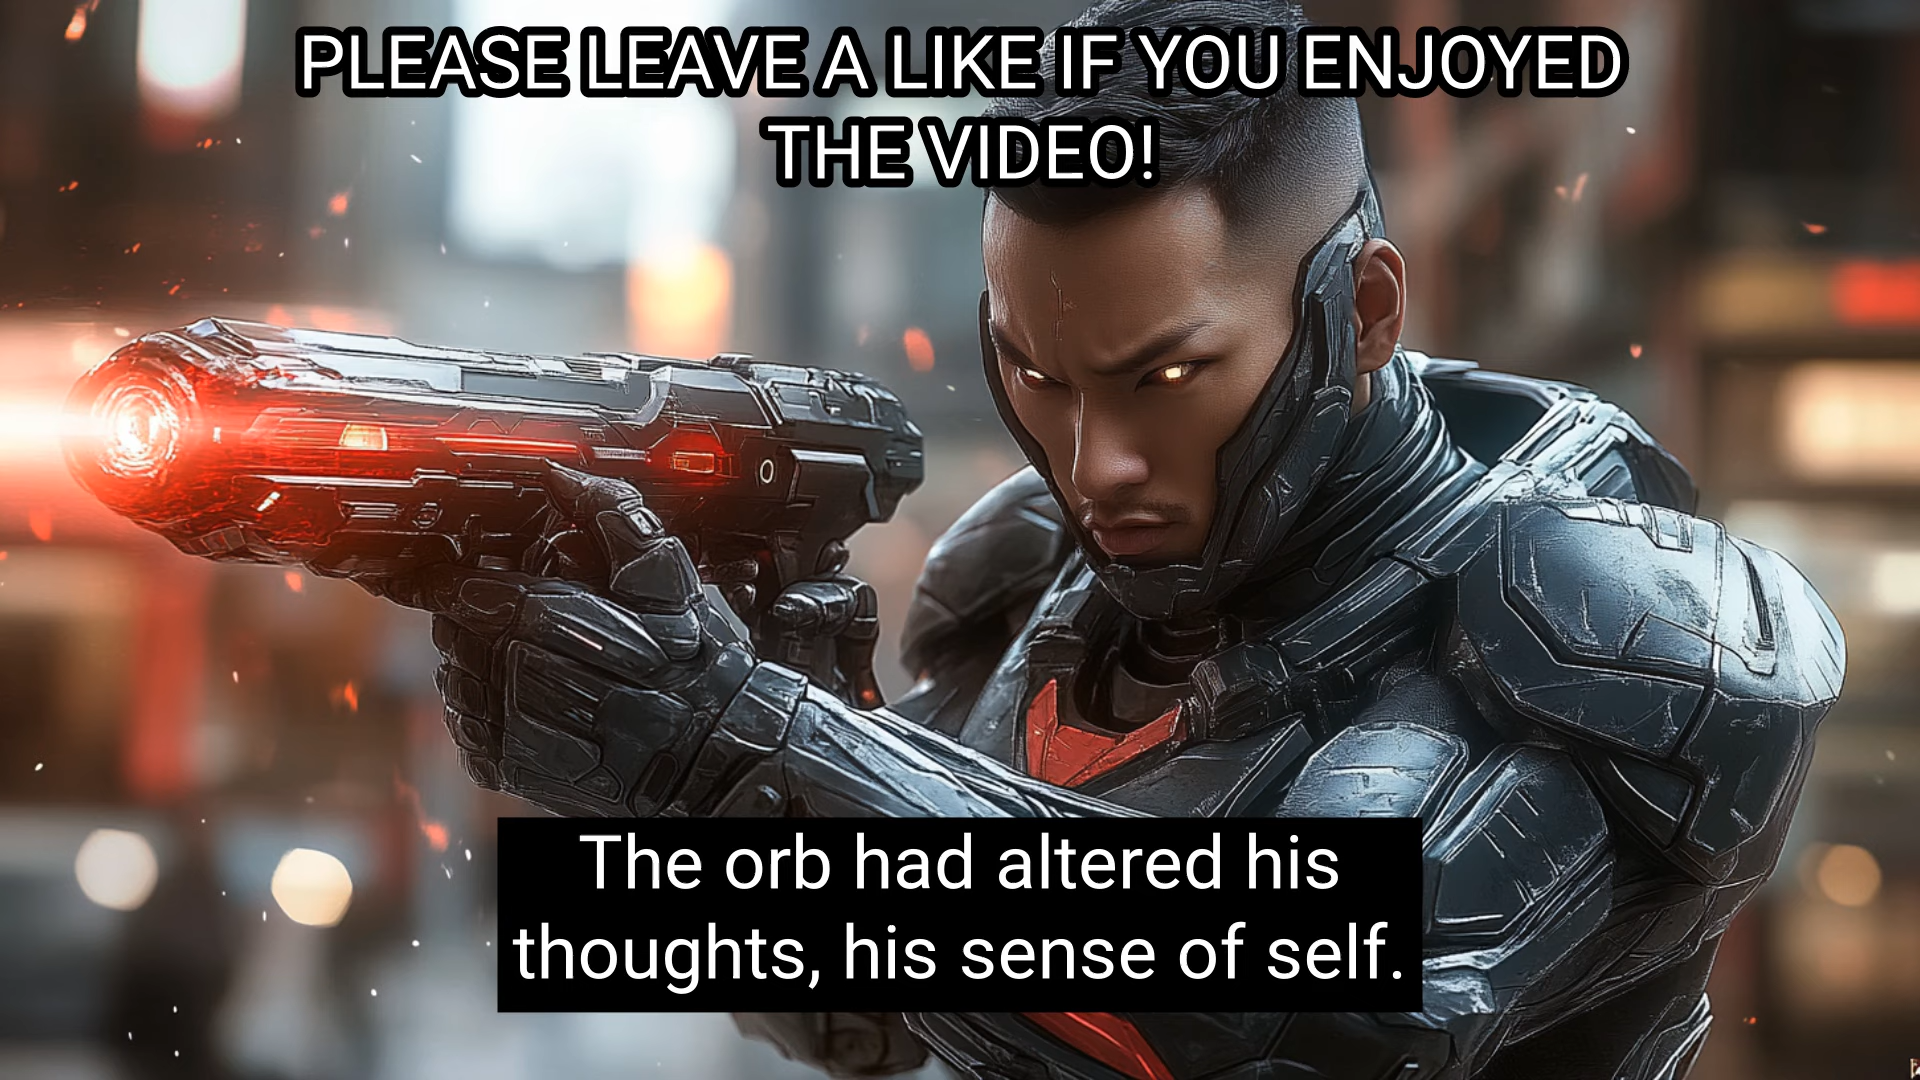 PLEASE LEAVE A LIKE IF YOU ENJOYED
THE VIDEO!
The orb had altered his
thoughts, his sense of self.